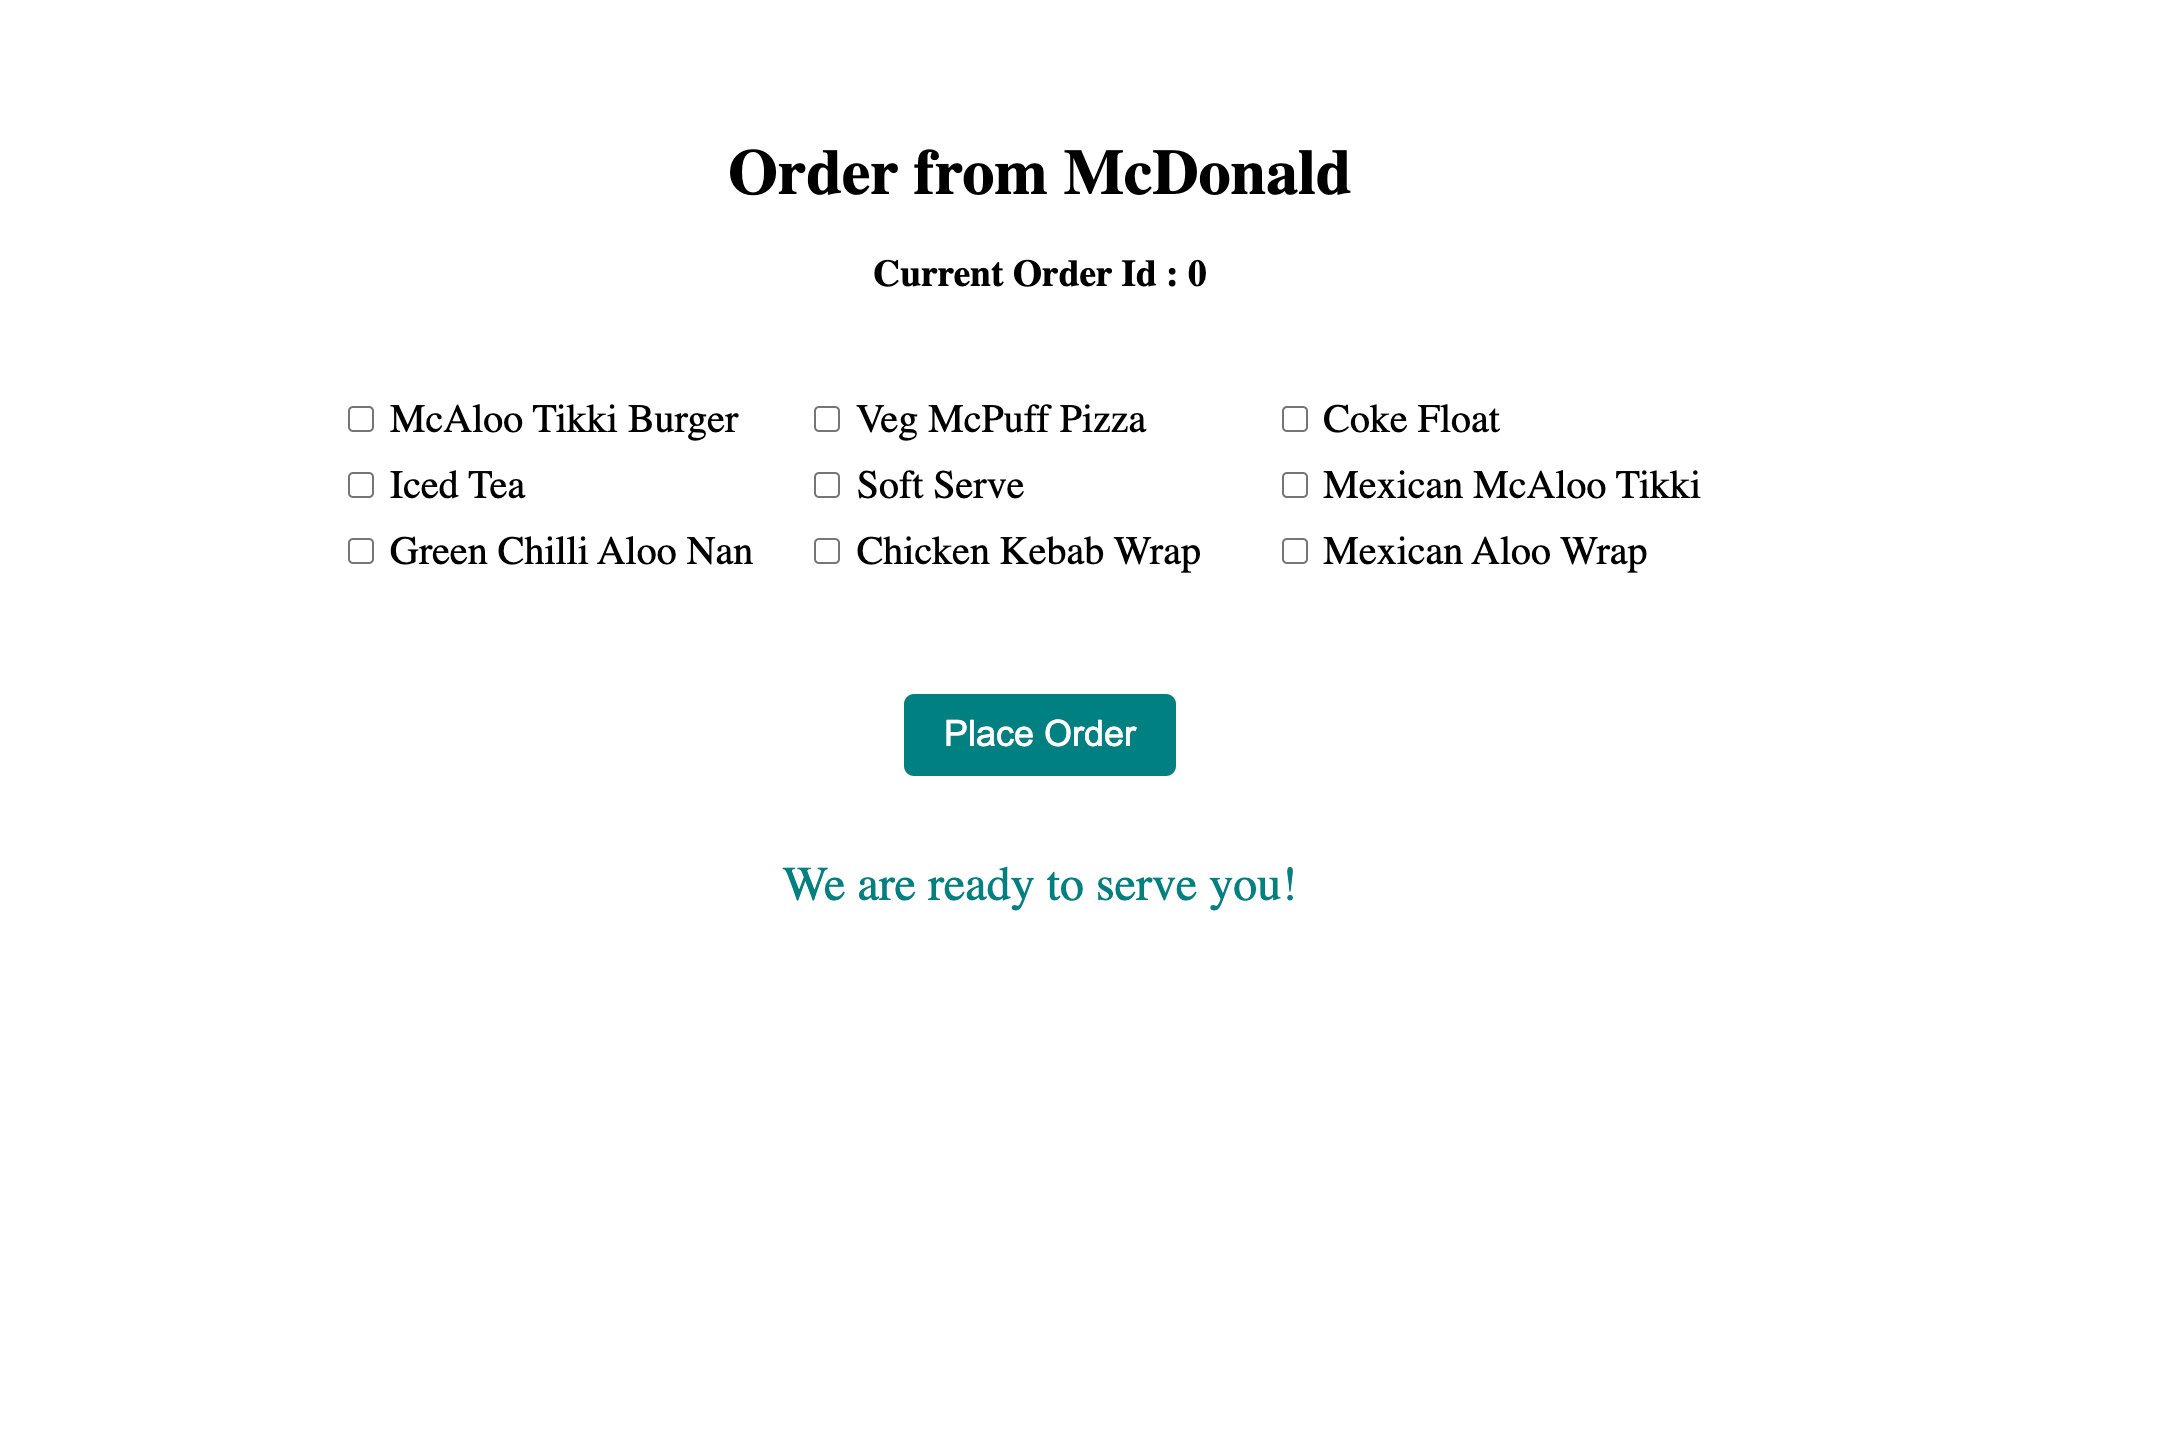 Order from McDonald
Current Order Id : 0
McAloo Tikki Burger Veg McPuff Pizza Coke Float
Iced Tea Soft Serve Mexican McAloo Tikki
Green Chilli Aloo Nan Chicken Kebab Wrap Mexican Aloo Wrap
Place Order
We are ready to serve you!